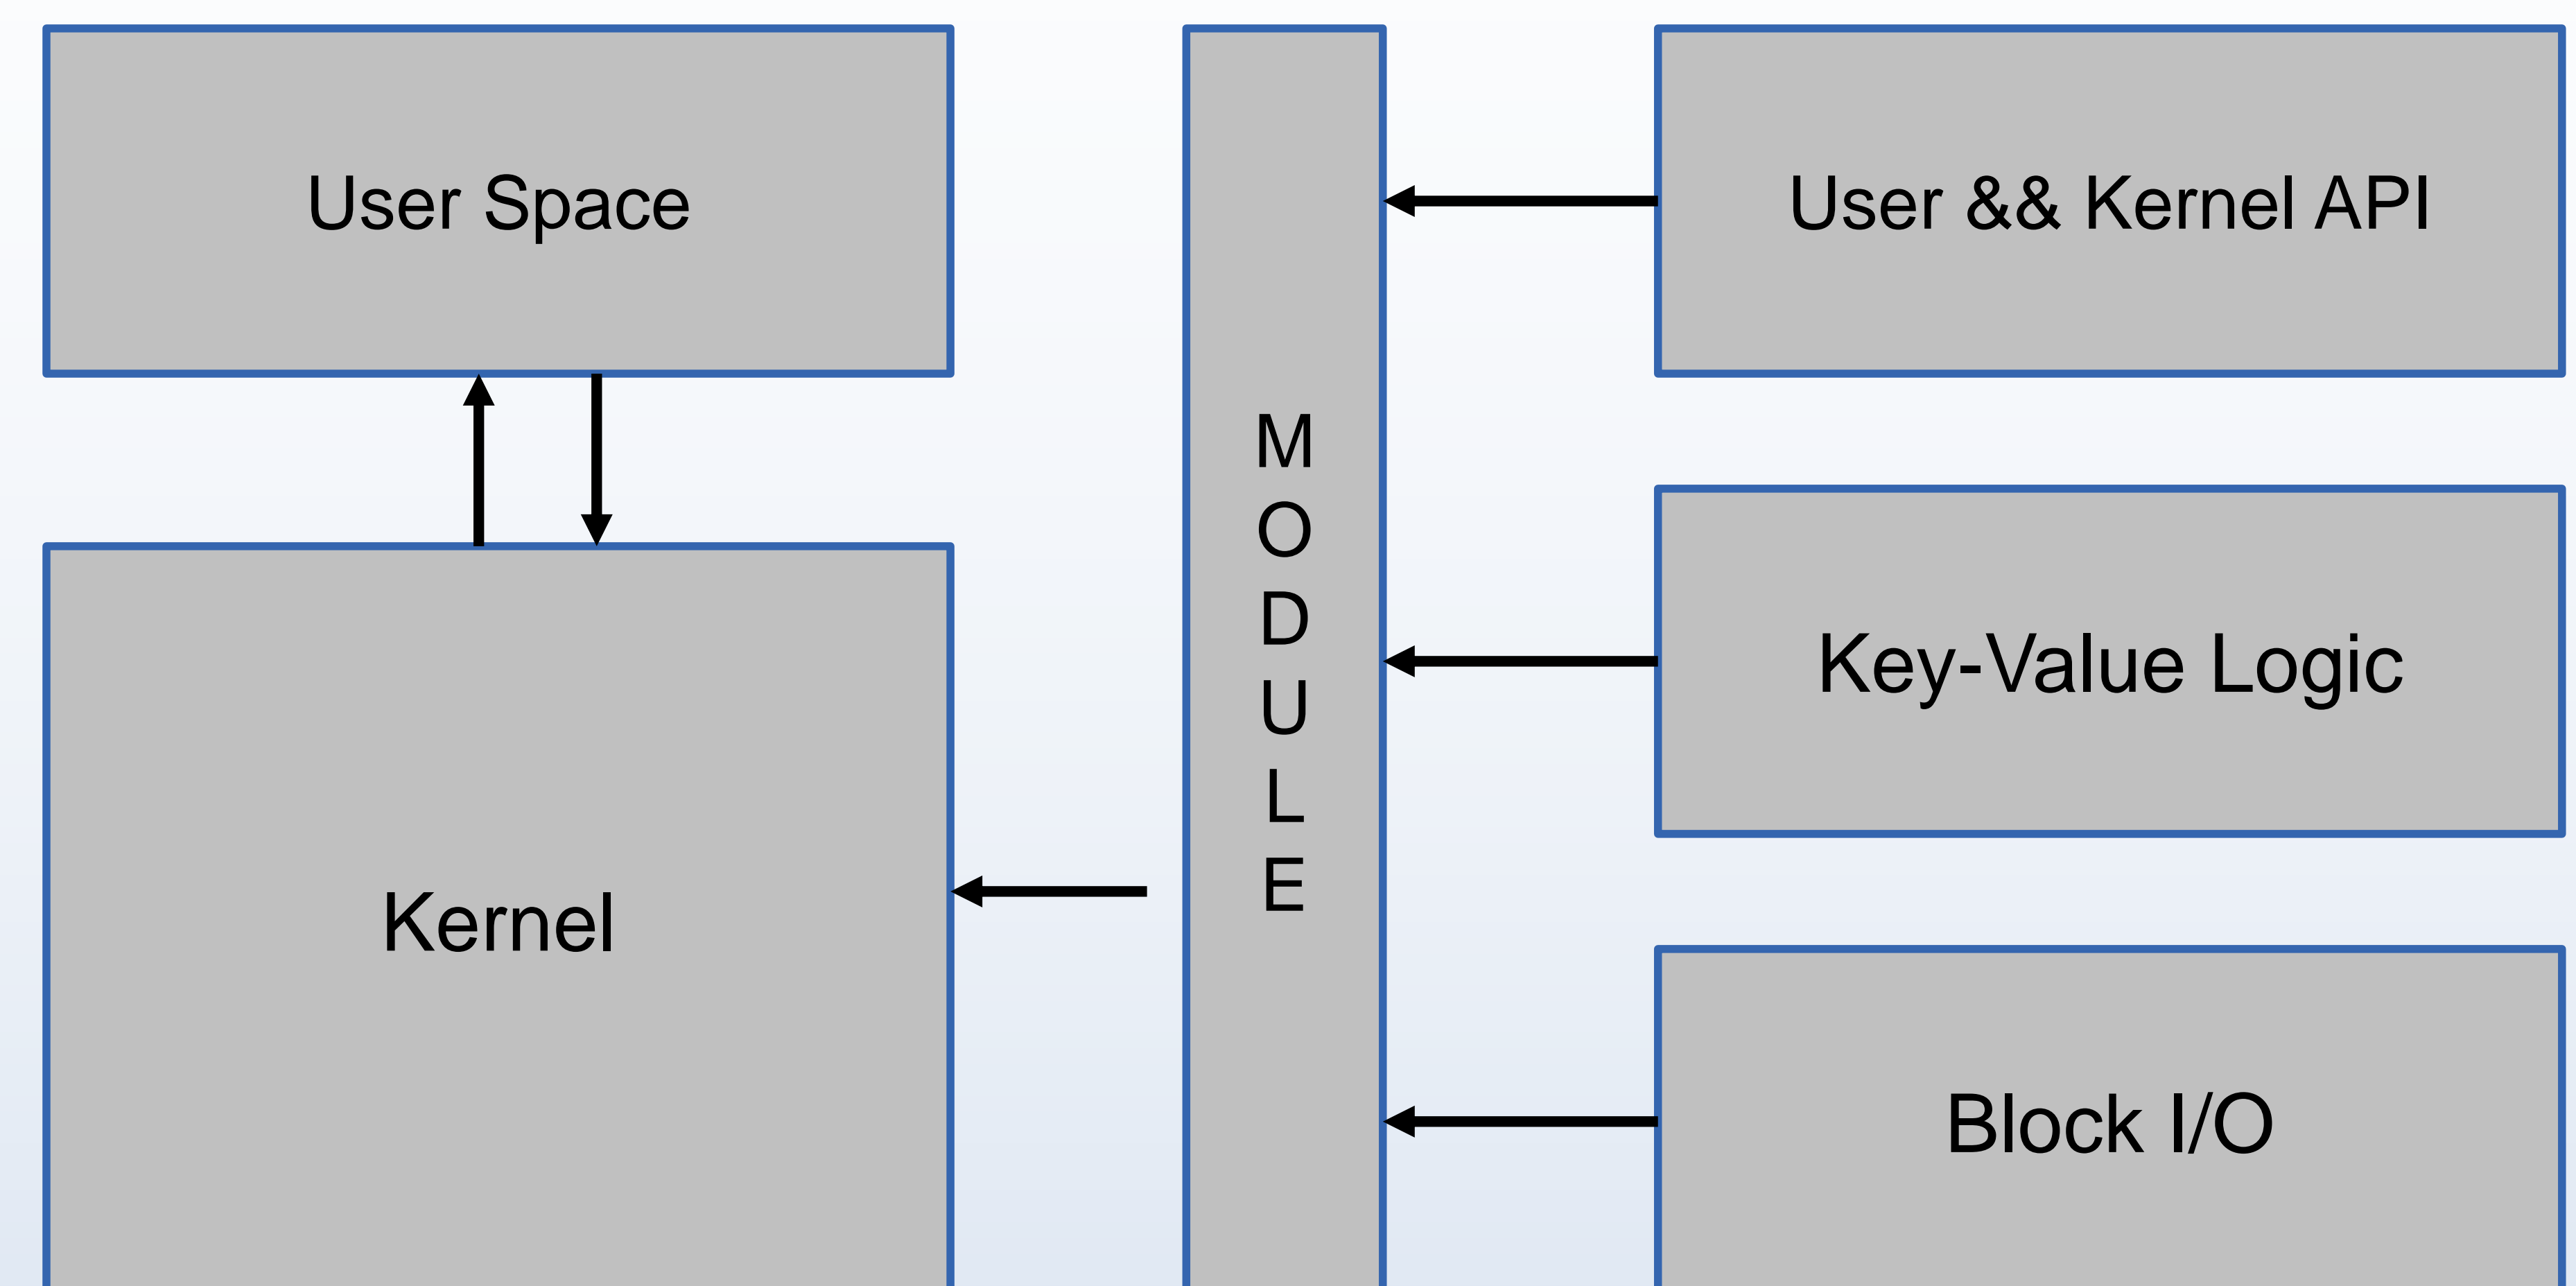 User Space
User && Kernel API
M
O
D
U
L
E
Key-Value Logic
Kernel
Block I/O